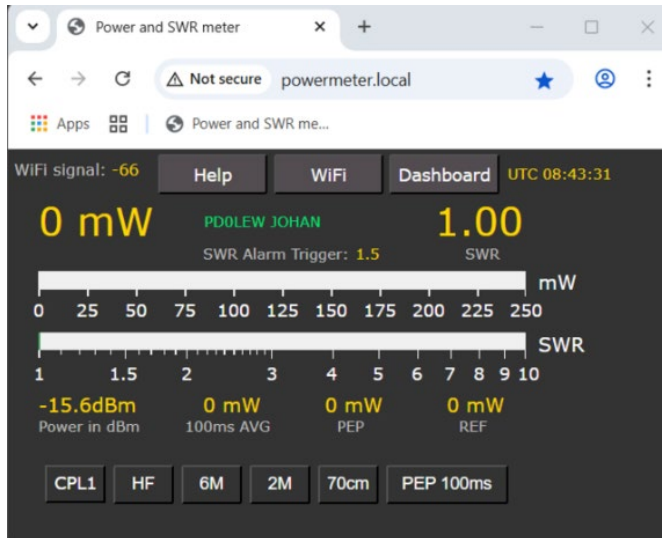 Power and SWR meter
Not secure powermeter.local
Apps Power and SWR me...
WiFi signal: -66 Help WiFi Dashboard UTC 08:43:31
0 mW PD0LEW JOHAN 1.00
SWR Alarm Trigger: 1.5 SWR
mW
0 25 50 75 100 125 150 175 200 225 250
SWR
1 1.5 2 3 4 5 6 7 8 9 10
-15.6dBm 0 mW 0 mW 0 mW
Power in dBm 100ms AVG PEP REF
CPL1 HF 6M 2M 70cm PEP 100ms